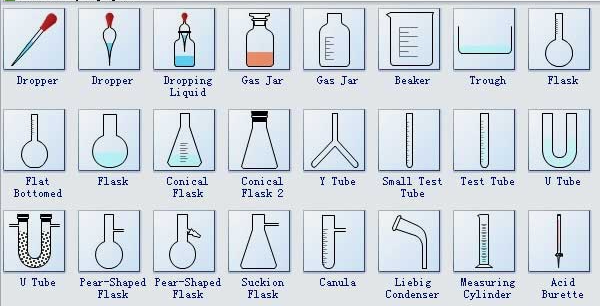 Dropper
Dropper
Dropping
Liquid
Gas Jar
Gas Jar
Beaker
Trough
Flask
Flat
Bottomed
Flask
Conical
Flask
Conical
Flask 2
Y Tube
Small Test
Tube
Test Tube
U Tube
U Tube
Pear-Shaped
Flask
Pear-Shaped
Flask
Suckion
Flask
Canula
Liebig
Condenser
Measuring
Cylinder
Acid
Burette